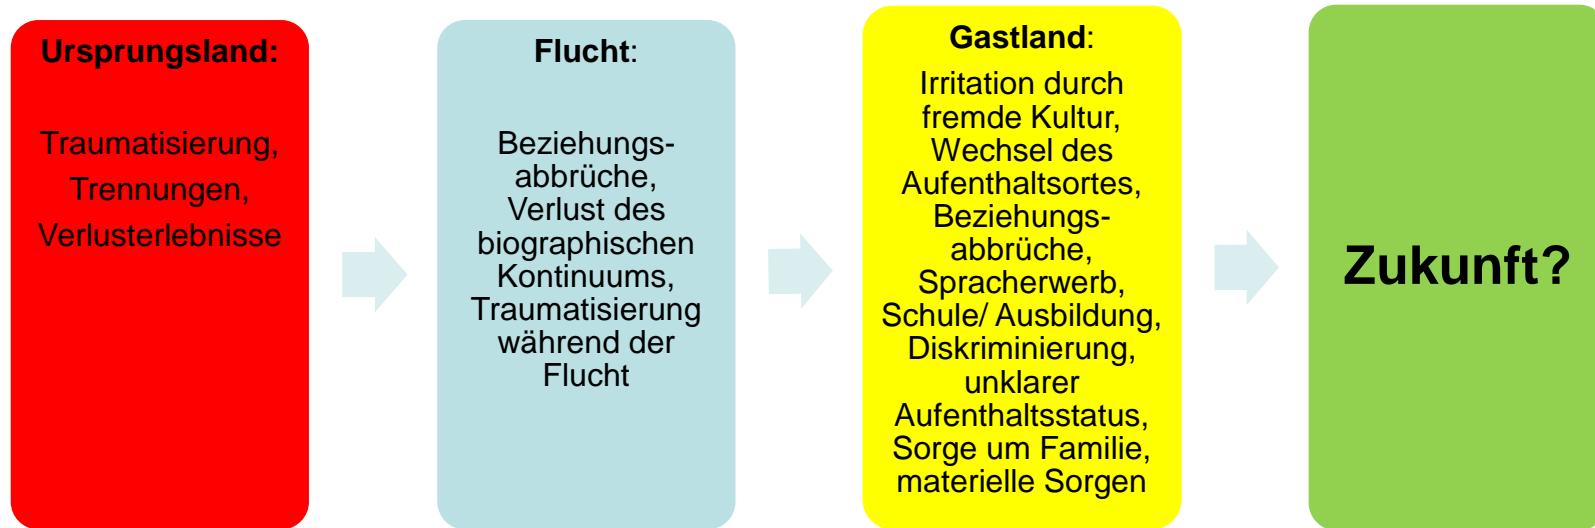 Ursprungsland:
Traumatisierung,
Trennungen,
Verlusterlebnisse
Flucht:
Beziehungs-
abbrüche,
Verlust des
biographischen
Kontinuums,
Traumatisierung
während der
Flucht
Gastland:
Irritation durch
fremde Kultur,
Wechsel des
Aufenthaltsortes,
Beziehungs-
abbrüche,
Spracherwerb,
Schule/ Ausbildung,
Diskriminierung,
unklarer
Aufenthaltsstatus,
Sorge um Familie,
materielle Sorgen
Zukunft?